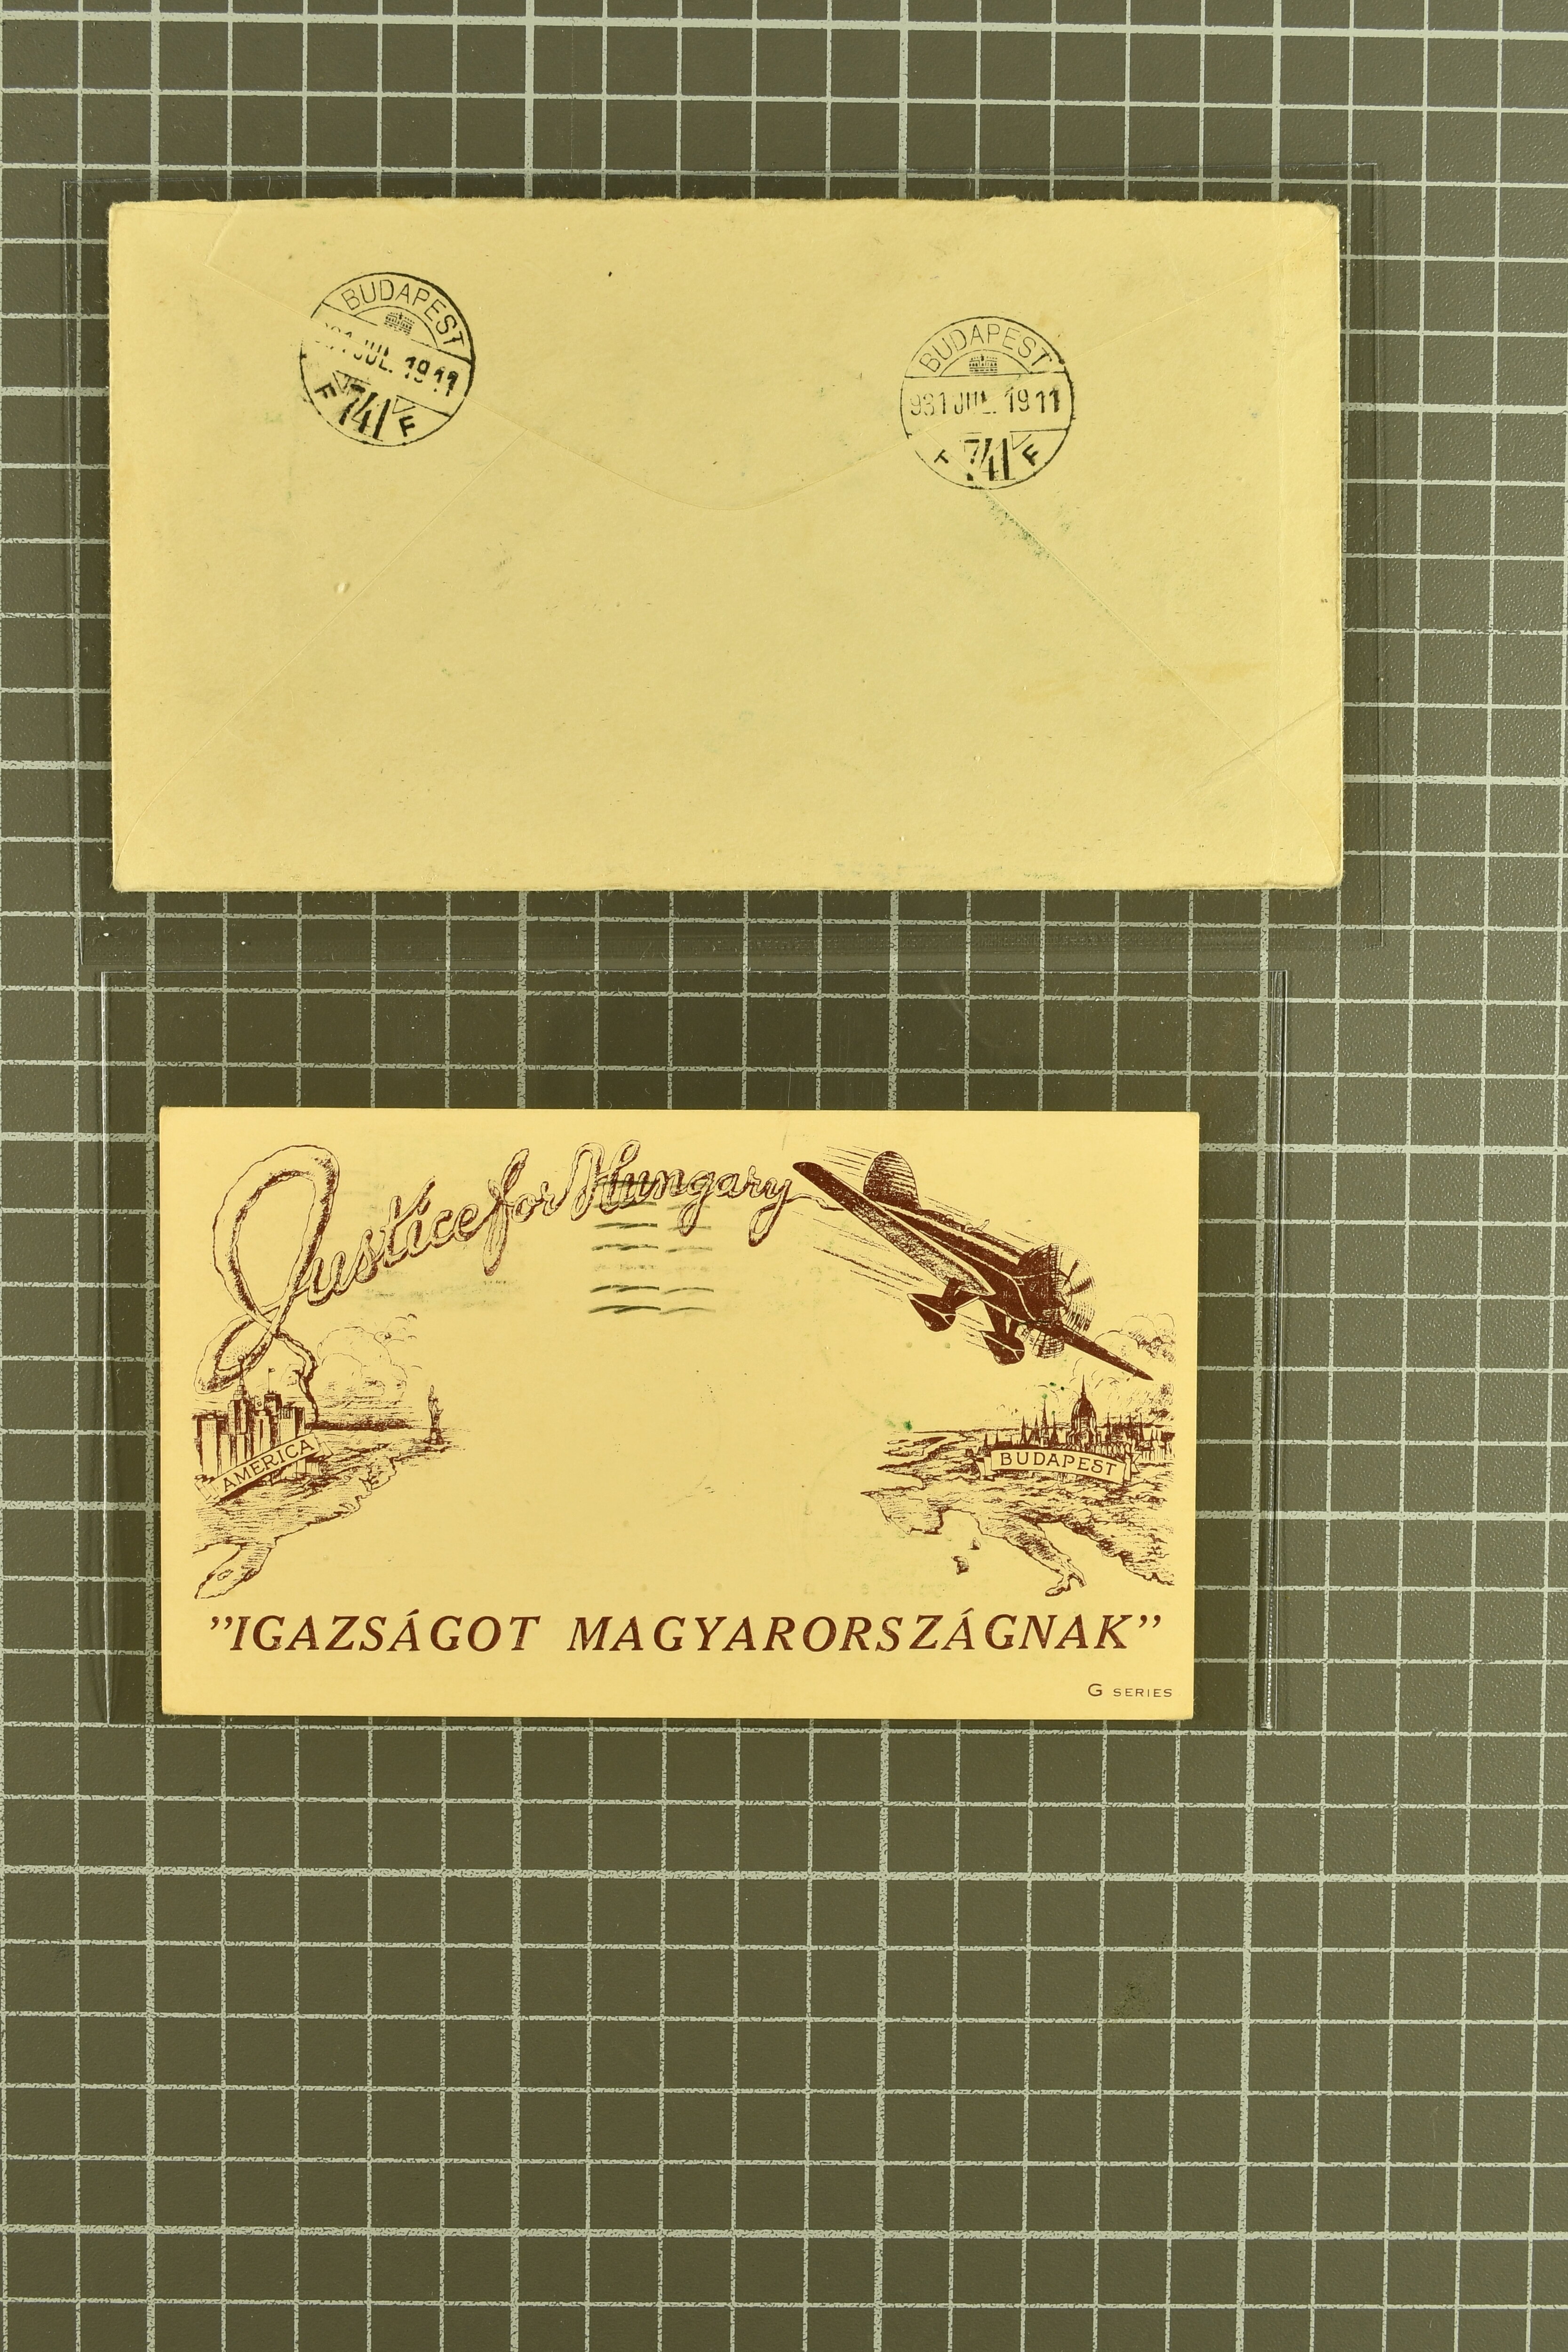 BUDAPEST
931 JUL. 19 11
F 741 F
BUDAPEST
931 JUL. 19 11
F 741 F
Justice for Hungary
AMERICA
BUDAPEST
"IGAZSÁGOT MAGYARORSZÁGNAK"
G SERIES